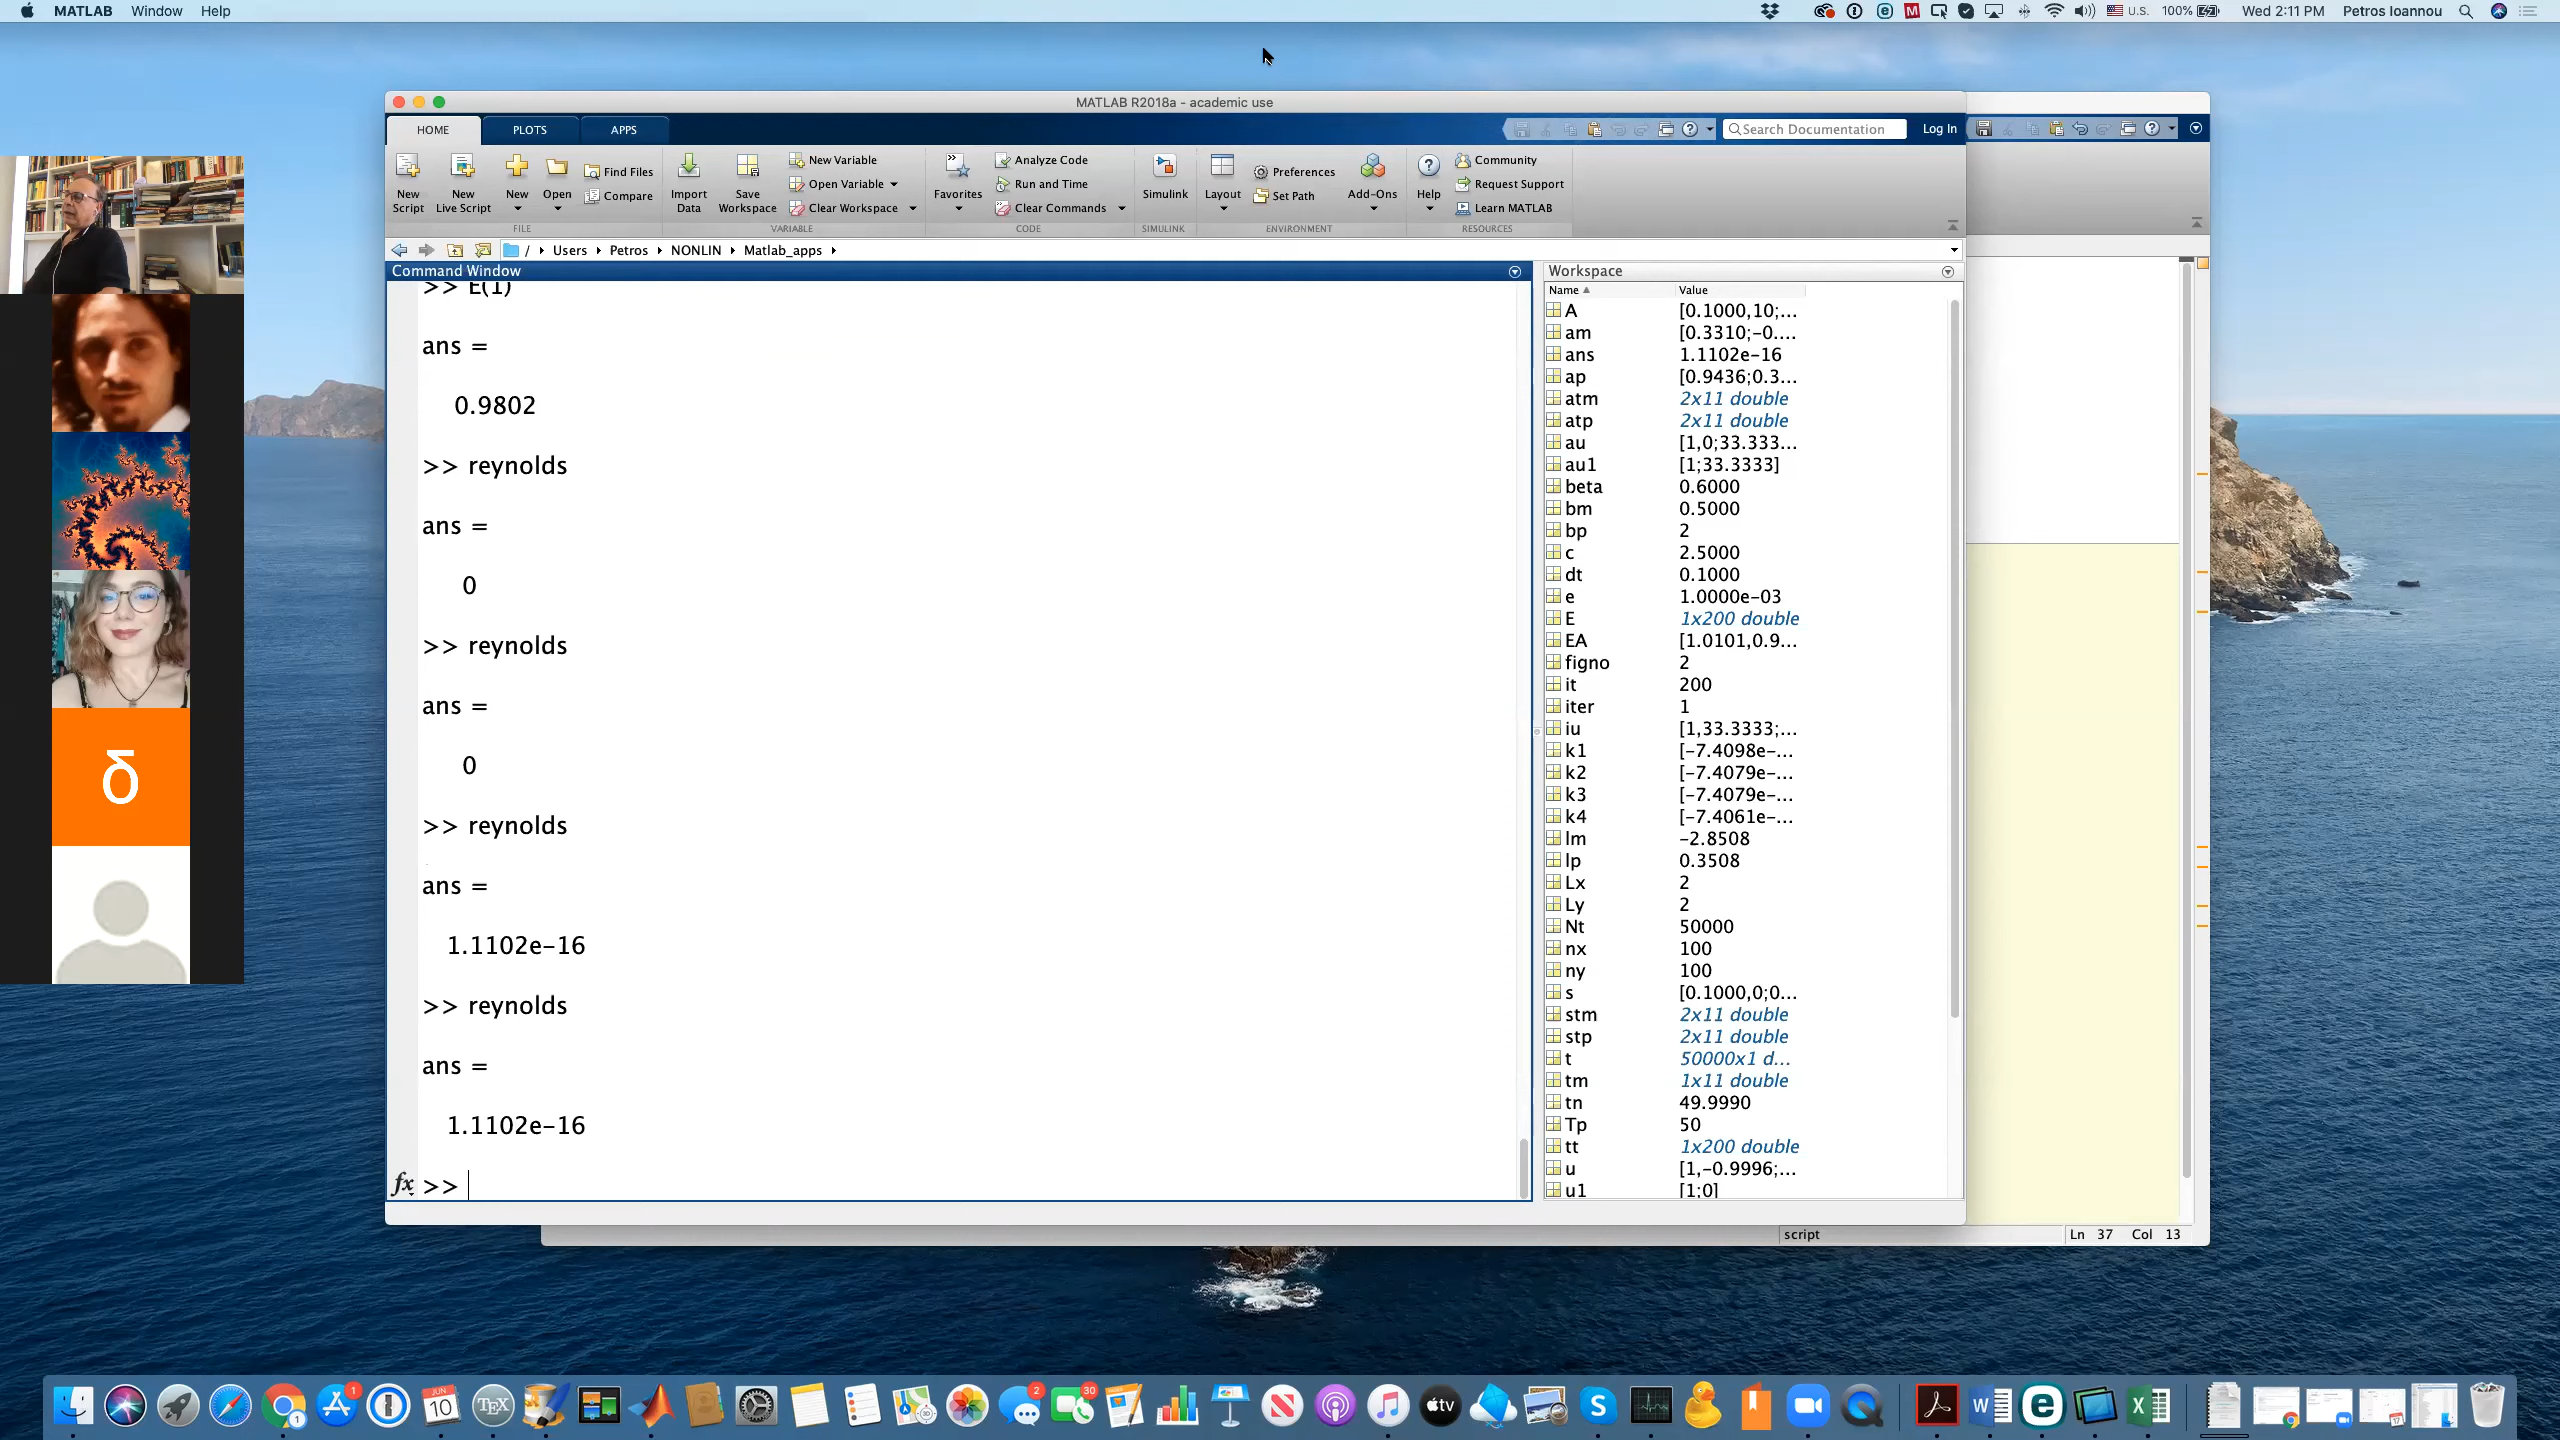 MATLAB Window Help
U.S. 100% Wed 2:11 PM Petros Ioannou
MATLAB R2018a - academic use
HOME PLOTS APPS
Search Documentation Log In
New Script
New Live Script
New
Open
Find Files
Compare
FILE
Import Data
Save Workspace
New Variable
Open Variable
Clear Workspace
VARIABLE
Favorites
Analyze Code
Run and Time
Clear Commands
CODE
Simulink
SIMULINK
Layout
Preferences
Set Path
Add-Ons
ENVIRONMENT
Help
Community
Request Support
Learn MATLAB
RESOURCES
/ Users Petros NONLIN Matlab_apps
Command Window
>> E(1)
ans =
0.9802
>> reynolds
ans =
0
>> reynolds
ans =
0
>> reynolds
ans =
1.1102e-16
>> reynolds
ans =
1.1102e-16
fx >>
Workspace
Name Value
A [0.1000,10;...
am [0.3310;-0....
ans 1.1102e-16
ap [0.9436;0.3...
atm 2x11 double
atp 2x11 double
au [1,0;33.333...
au1 [1;33.3333]
beta 0.6000
bm 0.5000
bp 2
c 2.5000
dt 0.1000
e 1.0000e-03
E 1x200 double
EA [1.0101,0.9...
figno 2
it 200
iter 1
iu [1,33.3333;...
k1 [-7.4098e-...
k2 [-7.4079e-...
k3 [-7.4079e-...
k4 [-7.4061e-...
lm -2.8508
lp 0.3508
Lx 2
Ly 2
Nt 50000
nx 100
ny 100
s [0.1000,0;0...
stm 2x11 double
stp 2x11 double
t 50000x1 d...
tm 1x11 double
tn 49.9990
Tp 50
tt 1x200 double
u [1,-0.9996;...
u1 [1;0]
script Ln 37 Col 13
δ
1
1
JUN 10
TEX
2
30
tv